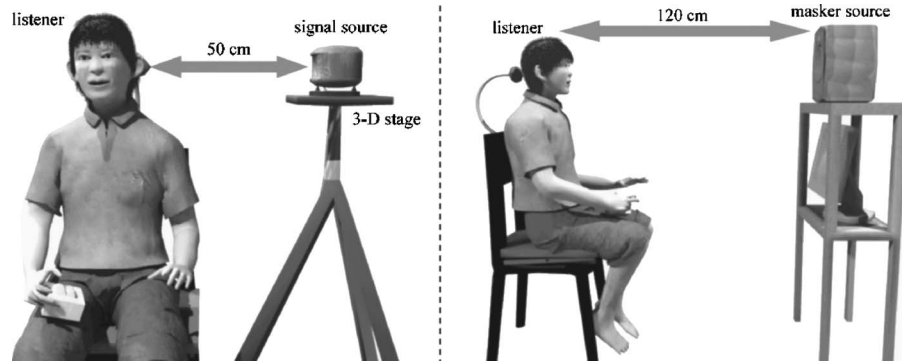 listener
signal source
50 cm
3-D stage
120 cm
masker source
listener